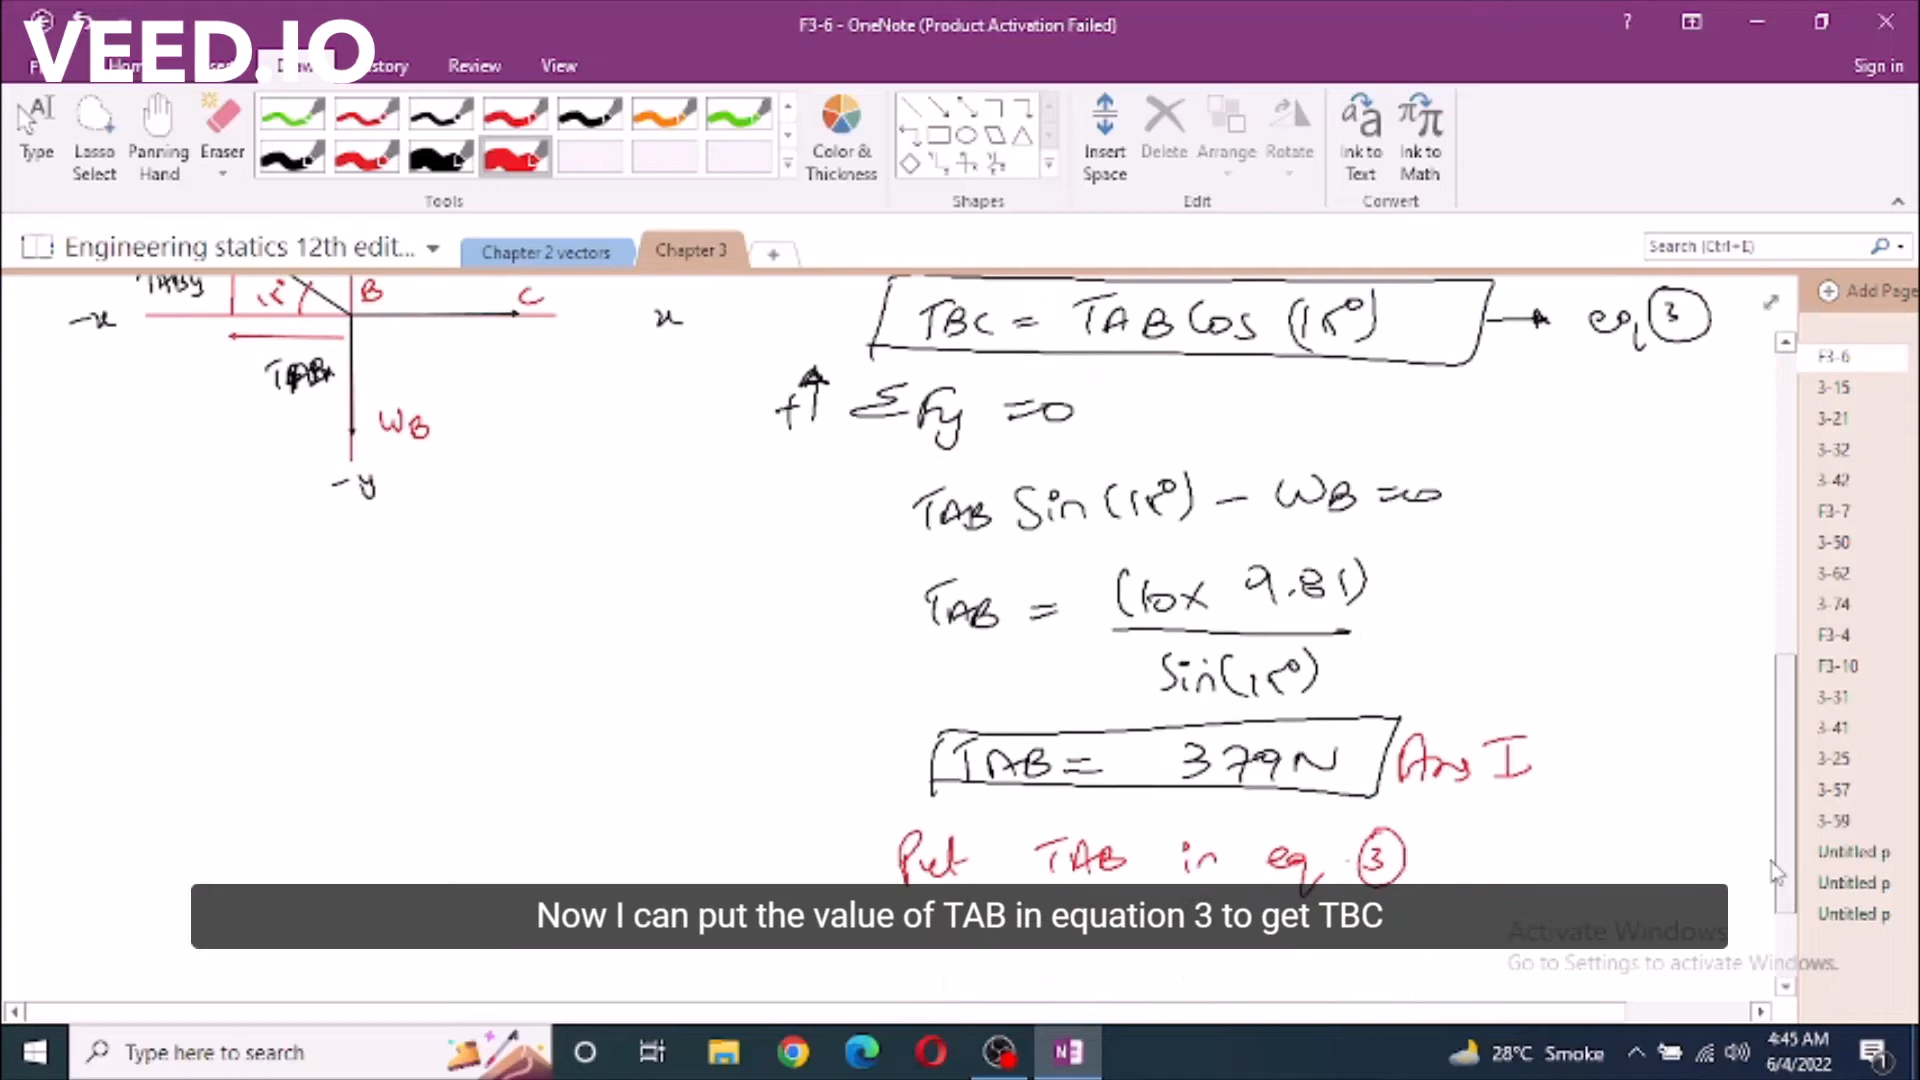 F3-6 - OneNote (Product Activation Failed)
VEED.IO
Review
View
Sign in
Type
Lasso
Select
Panning
Hand
Eraser
Color &
Thickness
Insert
Space
Delete
Arrange
Rotate
Ink to
Text
Ink to
Math
Tools
Shapes
Edit
Convert
Engineering statics 12th edit...
Chapter 2 vectors
Chapter 3
Search (Ctrl+E)
Add Page
TABy
15°
B
C
-x
x
WB
-y
TBC = TAB Cos (15°)
eq 3
+↑ ΣFy =0
TAB Sin(15°) - WB =0
TAB = (10x 9.81)
Sin(15°)
TAB = 379N
Ans I
Put TAB in eq 3
Now I can put the value of TAB in equation 3 to get TBC
Activate Windows
Go to Settings to activate Windows.
F3-6
3-15
3-21
3-32
3-42
F3-7
3-50
3-62
3-74
F3-4
F3-10
3-31
3-41
3-25
3-57
3-59
Untitled p
Untitled p
Untitled p
Type here to search
28°C Smoke
4:45 AM
6/4/2022